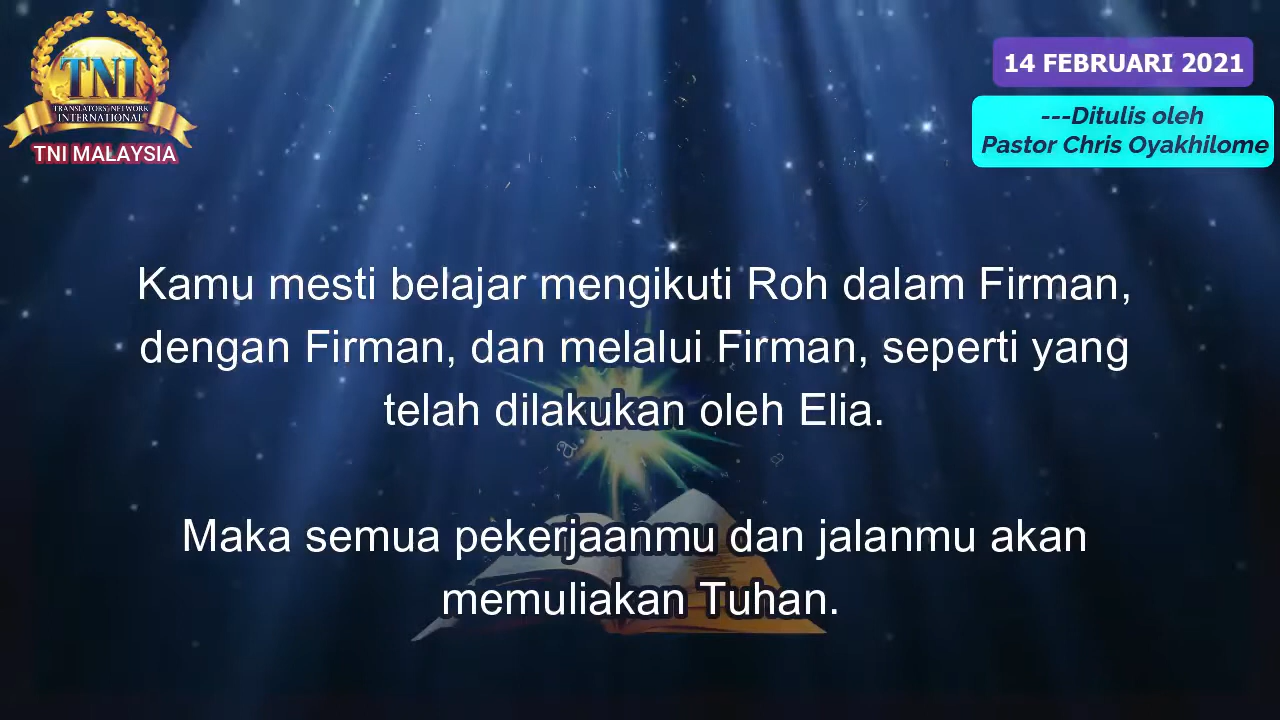 TNI
TRANSLATORS' NETWORK
INTERNATIONAL
TNI MALAYSIA
14 FEBRUARI 2021
---Ditulis oleh
Pastor Chris Oyakhilome
Kamu mesti belajar mengikuti Roh dalam Firman,
dengan Firman, dan melalui Firman, seperti yang
telah dilakukan oleh Elia.
Maka semua pekerjaanmu dan jalanmu akan
memuliakan Tuhan.